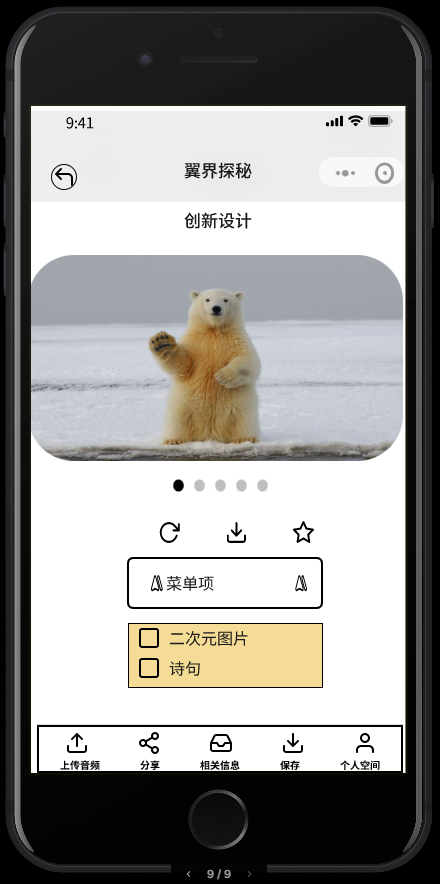 9:41
翼界探秘
创新设计
菜单项
二次元图片
诗句
上传音频 分享 相关信息 保存 个人空间
9/9